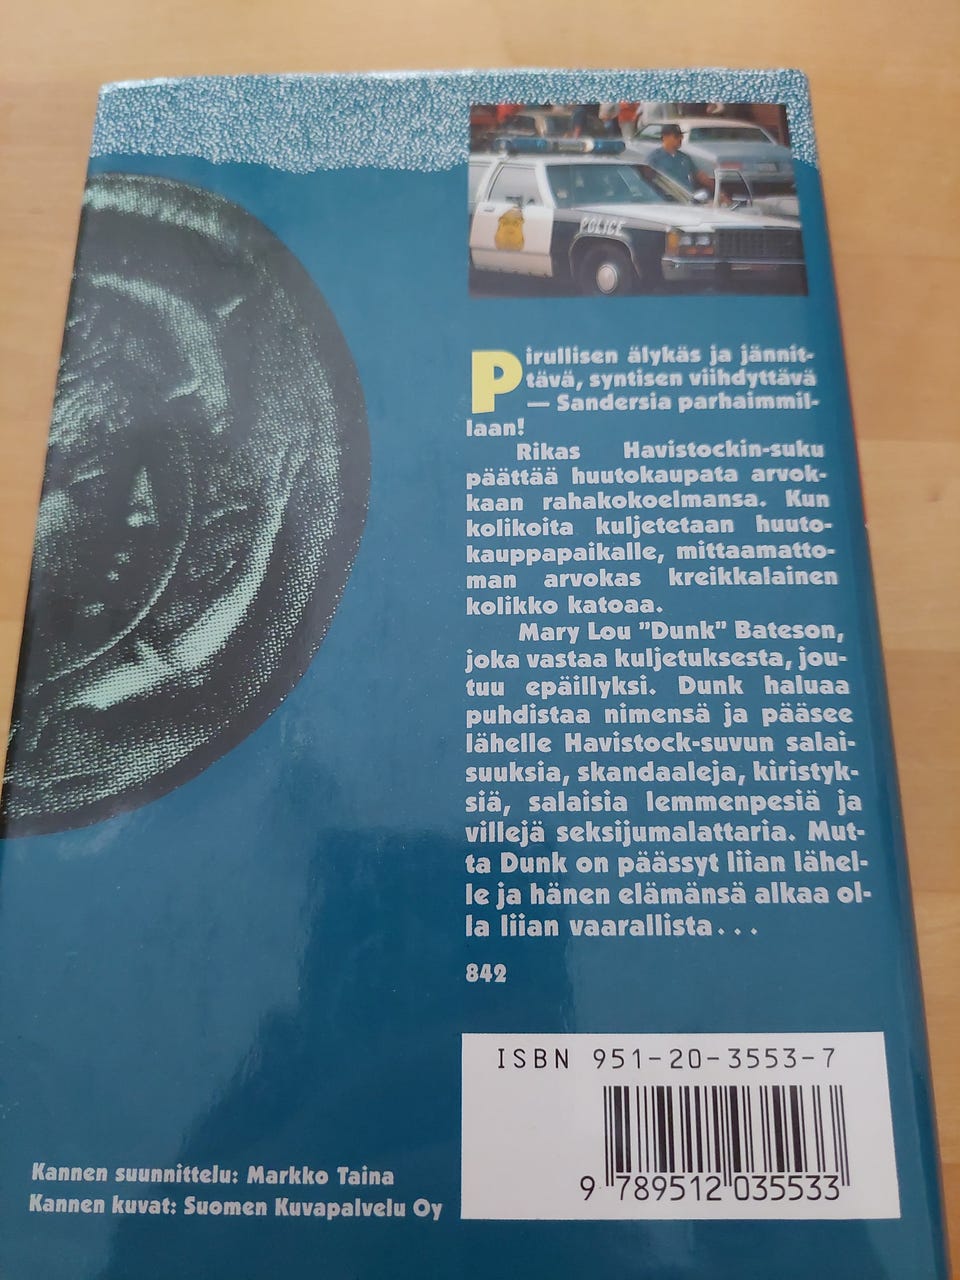 POLICE
Pirullisen älykäs ja jännit-
tävä, syntisen viihdyttävä
— Sandersia parhaimmil-
laan!
Rikas Havistockin-suku
päättää huutokaupata arvok-
kaan rahakokoelmansa. Kun
kolikoita kuljetetaan huuto-
kauppapaikalle, mittaamatto-
man arvokas kreikkalainen
kolikko katoaa.
Mary Lou ”Dunk” Bateson,
joka vastaa kuljetuksesta, jou-
tuu epäillyksi. Dunk haluaa
puhdistaa nimensä ja pääsee
lähelle Havistock-suvun salai-
suuksia, skandaaleja, kiristyk-
siä, salaisia lemmenpesiä ja
villejä seksijumalattaria. Mut-
ta Dunk on päässyt liian lähel-
le ja hänen elämänsä alkaa ol-
la liian vaarallista...
842
ISBN 951-20-3553-7
9 789512 035533
Kannen suunnittelu: Markko Taina
Kannen kuvat: Suomen Kuvapalvelu Oy